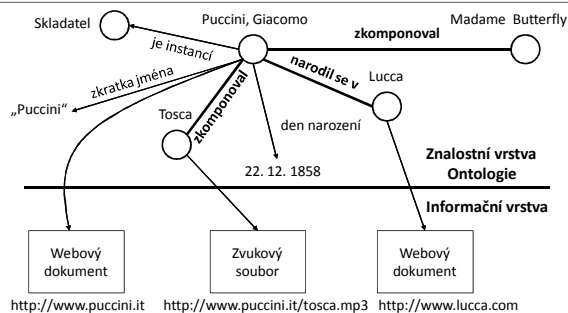 Skladatel
Puccini, Giacomo
Madame Butterfly
je instancí
zkomponoval
zkratka jména
narodil se v
Lucca
„Puccini“
Tosca
zkomponoval
den narození
22. 12. 1858
Znalostní vrstva
Ontologie
Informační vrstva
Webový
dokument
Zvukový
soubor
Webový
dokument
http://www.puccini.it
http://www.puccini.it/tosca.mp3
http://www.lucca.com